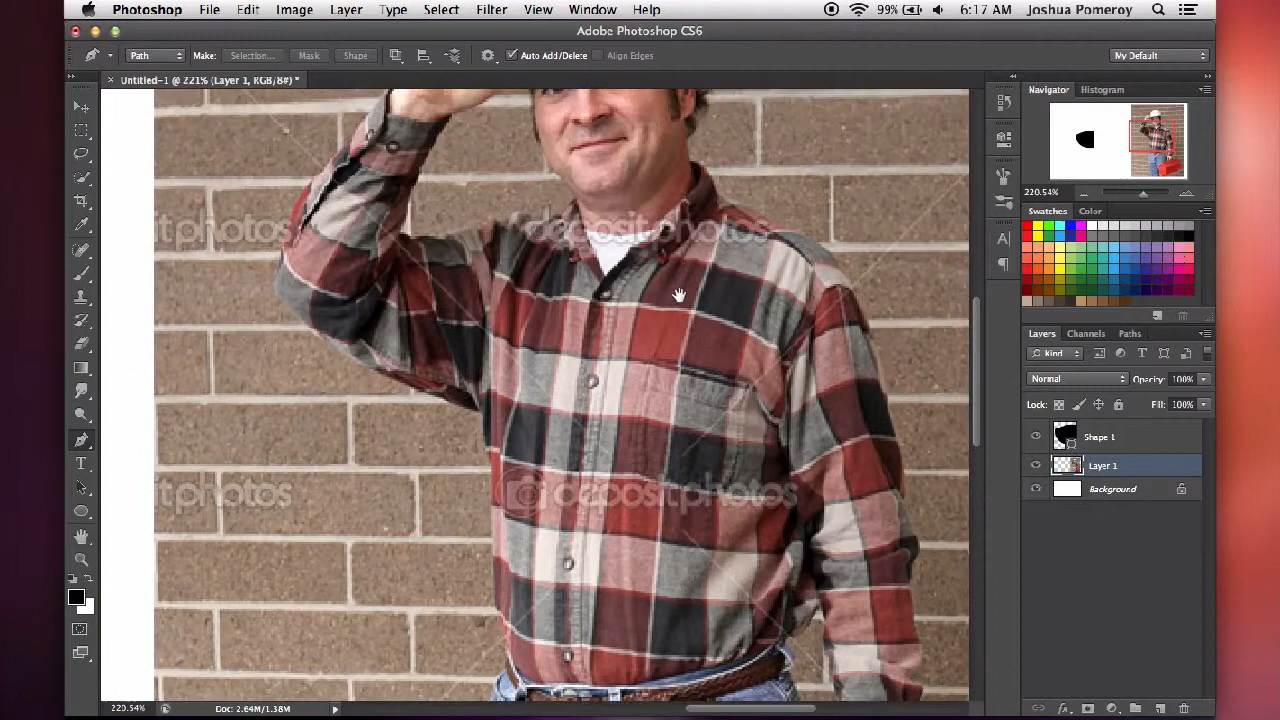 Photoshop File Edit Image Layer Type Select Filter View Window Help 99% 6:17 AM Joshua Pomeroy
Adobe Photoshop CS6
Path Make: Selection... Mask Shape Auto Add/Delete Align Edges My Default
Untitled-1 @ 221% (Layer 1, RGB/8#) *
Navigator Histogram
220.54%
Swatches Color
Layers Channels Paths
Kind
Normal Opacity: 100%
Lock: Fill: 100%
Shape 1
Layer 1
Background
itphotos depositphotos
itphotos depositphotos
220.54% Doc: 2.64M/1.38M